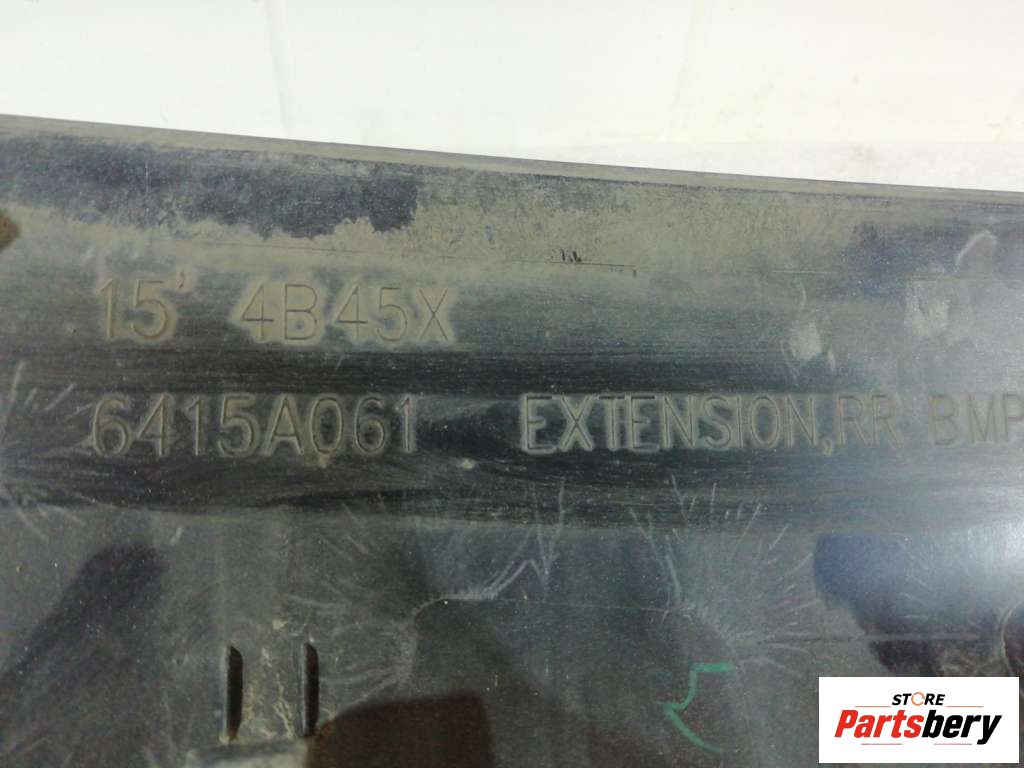 15' 4B45X
6415A061 EXTENSION,RR BMP
STORE
Partsbery